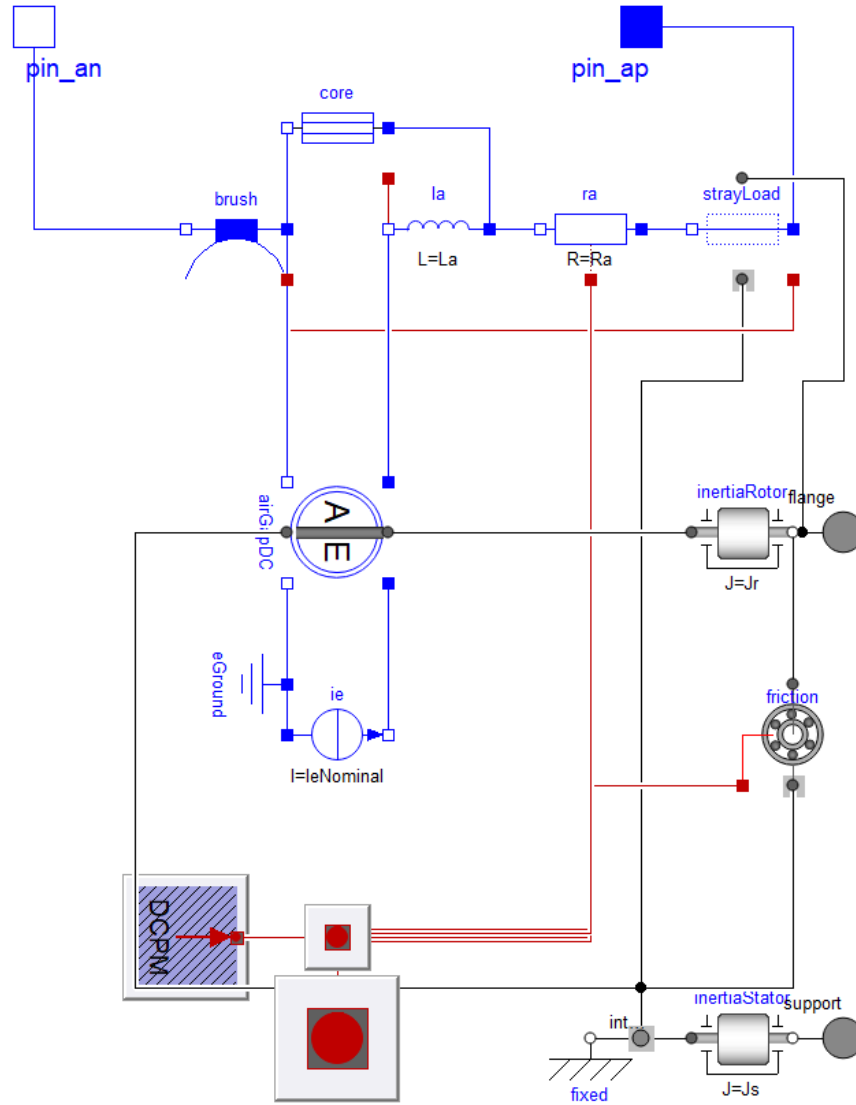 pin_an
pin_ap
core
brush
la
ra
strayLoad
L=La
R=Ra
A
E
inertiaRotor
flange
J=Jr
eGround
ie
friction
I=IeNominal
DCPM
inertiaStator
support
int...
fixed
J=Js